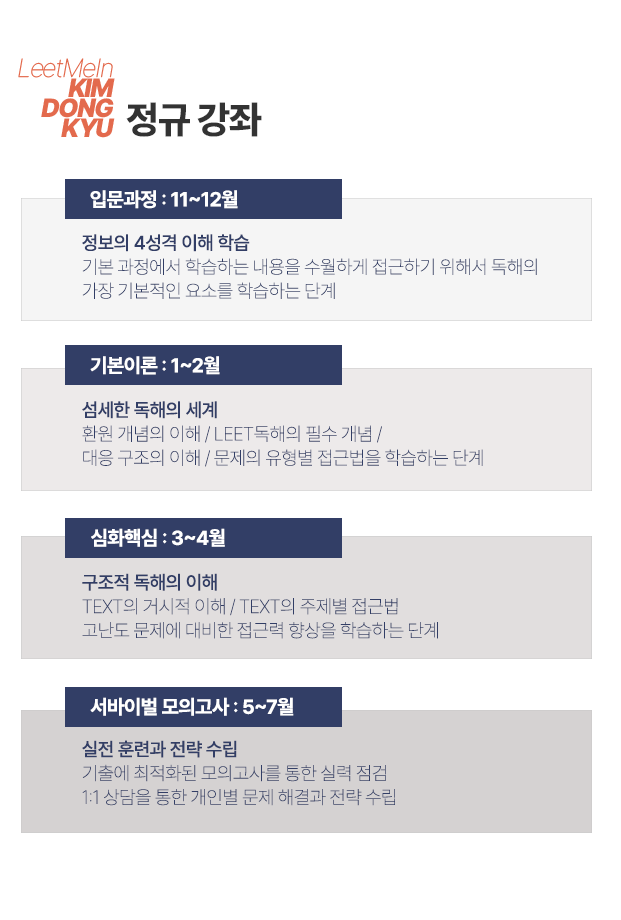 LeetMeIn
KIM
DONG
KYU
정규 강좌
입문과정 : 11~12월
정보의 4성격 이해 학습
기본 과정에서 학습하는 내용을 수월하게 접근하기 위해서 독해의
가장 기본적인 요소를 학습하는 단계
기본이론 : 1~2월
섬세한 독해의 세계
환원 개념의 이해 / LEET독해의 필수 개념 /
대응 구조의 이해 / 문제의 유형별 접근법을 학습하는 단계
심화핵심 : 3~4월
구조적 독해의 이해
TEXT의 거시적 이해 / TEXT의 주제별 접근법
고난도 문제에 대비한 접근력 향상을 학습하는 단계
서바이벌 모의고사 : 5~7월
실전 훈련과 전략 수립
기출에 최적화된 모의고사를 통한 실력 점검
1:1 상담을 통한 개인별 문제 해결과 전략 수립